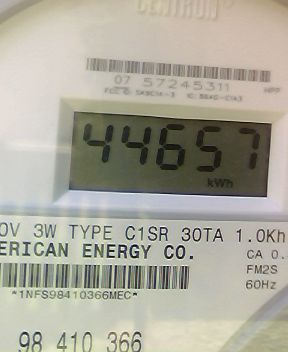 CENTRON
07 57245311
44657
kWh
0V 3W TYPE C1SR 30TA 1.0Kh
ERICAN ENERGY CO.
CA 0.
FM2S
60Hz
*1NFS98410366MEC*
98 410 366